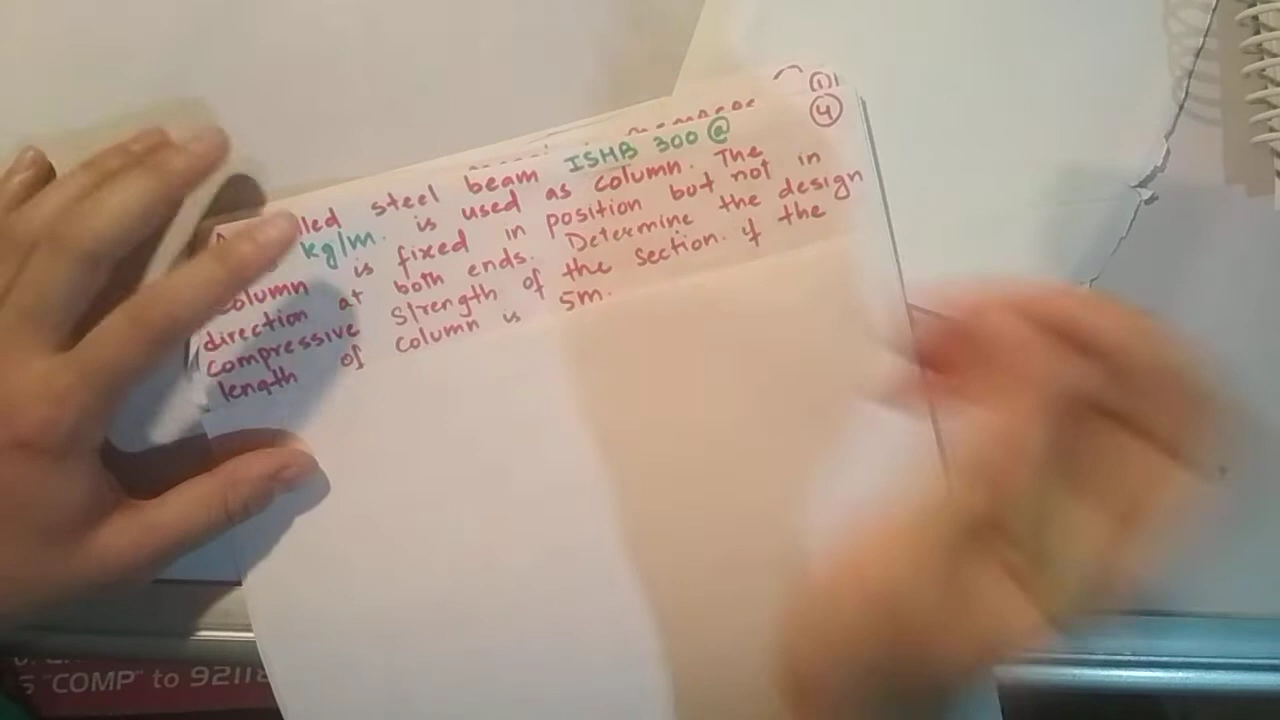 ④
steel beam ISHB 300 @
kg/m. is used as column. The
column is fixed in position but not in
direction at both ends. Determine the design
compressive strength of the section. if the
length of column is 5m.
"COMP" to 9211